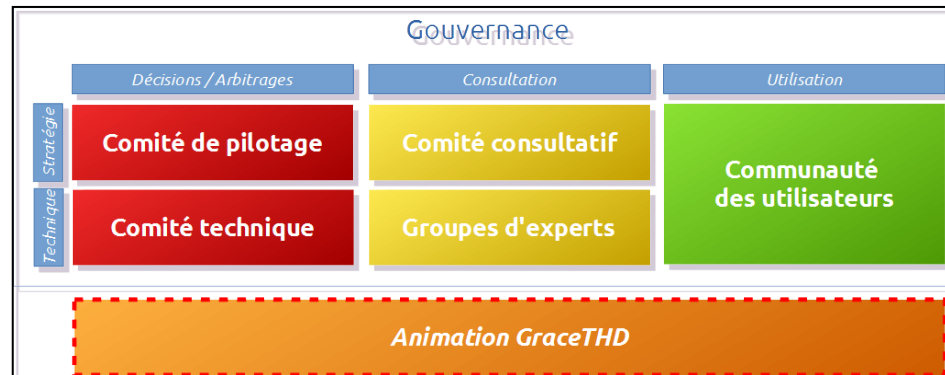 Gouvernance
Décisions / Arbitrages
Consultation
Utilisation
Stratégie
Comité de pilotage
Comité consultatif
Communauté
des utilisateurs
Technique
Comité technique
Groupes d'experts
Animation GraceTHD